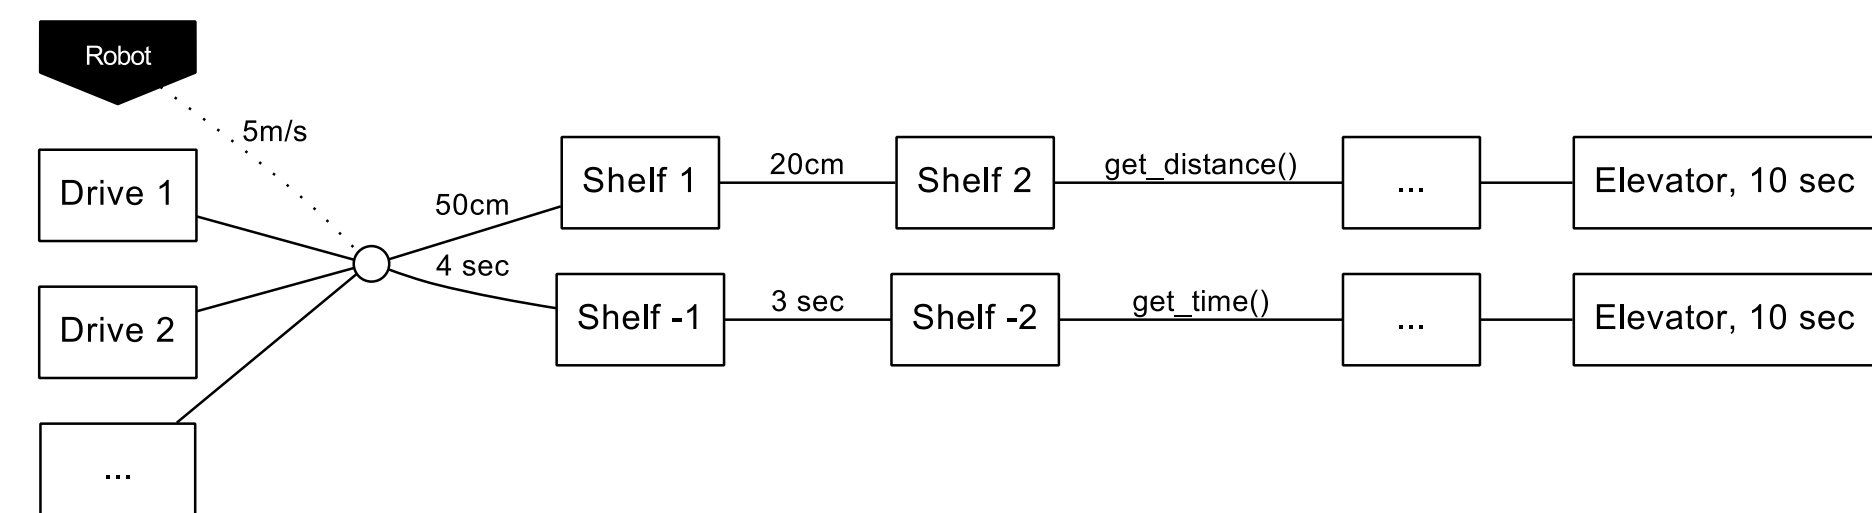 Robot
5m/s
Drive 1
50cm
Shelf 1
20cm
Shelf 2
get_distance()
...
Elevator, 10 sec
Drive 2
4 sec
Shelf -1
3 sec
Shelf -2
get_time()
...
Elevator, 10 sec
...